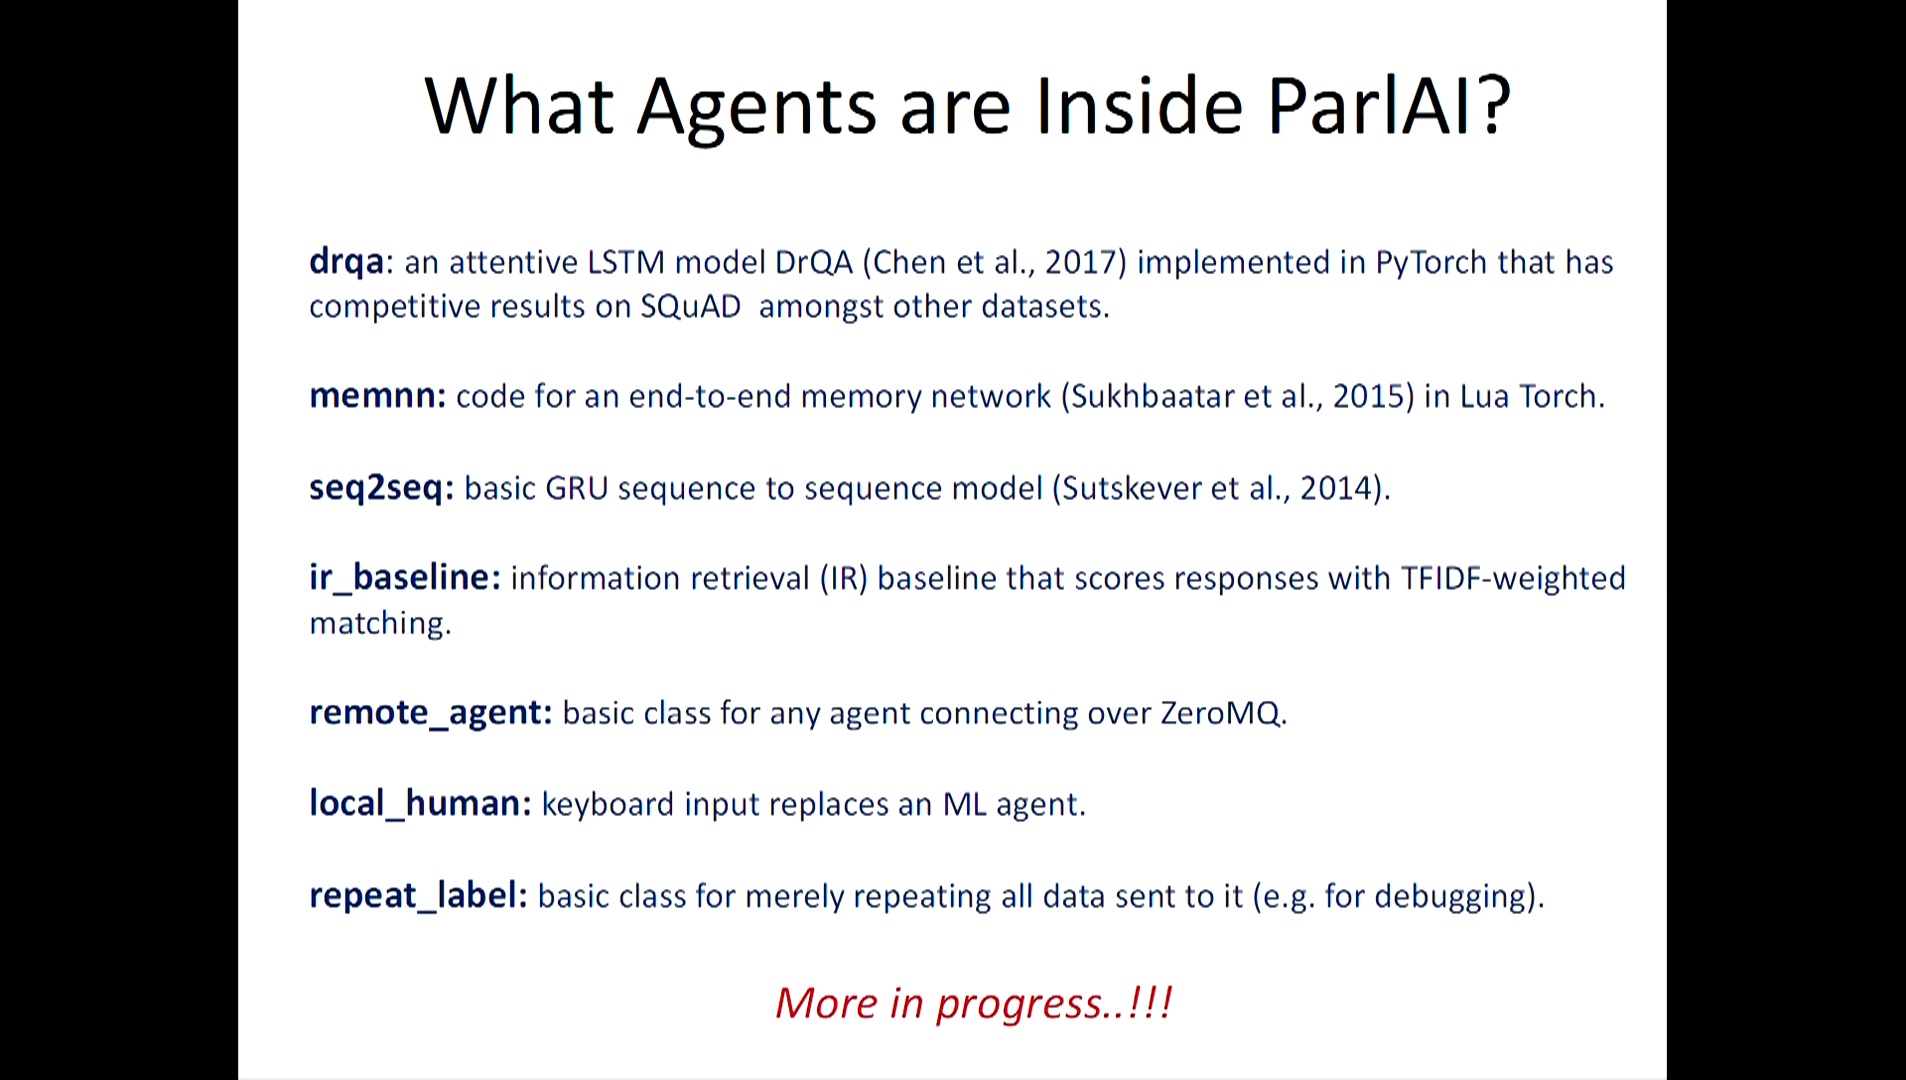 What Agents are Inside ParlAI?
drqa: an attentive LSTM model DrQA (Chen et al., 2017) implemented in PyTorch that has
competitive results on SQuAD amongst other datasets.
memnn: code for an end-to-end memory network (Sukhbaatar et al., 2015) in Lua Torch.
seq2seq: basic GRU sequence to sequence model (Sutskever et al., 2014).
ir_baseline: information retrieval (IR) baseline that scores responses with TFIDF-weighted
matching.
remote_agent: basic class for any agent connecting over ZeroMQ.
local_human: keyboard input replaces an ML agent.
repeat_label: basic class for merely repeating all data sent to it (e.g. for debugging).
More in progress..!!!